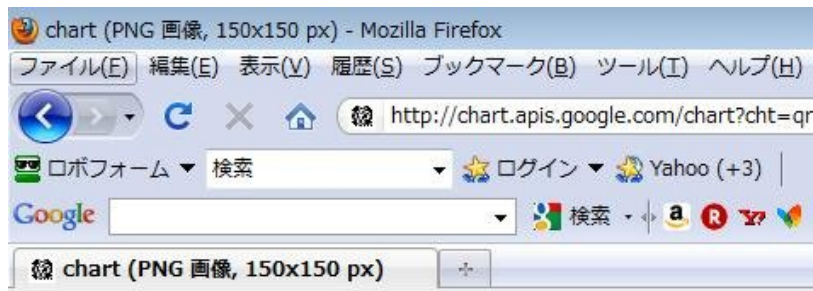 chart (PNG 画像, 150x150 px) - Mozilla Firefox
ファイル(F) 編集(E) 表示(V) 履歴(S) ブックマーク(B) ツール(T) ヘルプ(H)
http://chart.apis.google.com/chart?cht=qr
ロボフォーム ▼ 検索 ログイン ▼ Yahoo (+3)
Google 検索 a R Y?
chart (PNG 画像, 150x150 px)